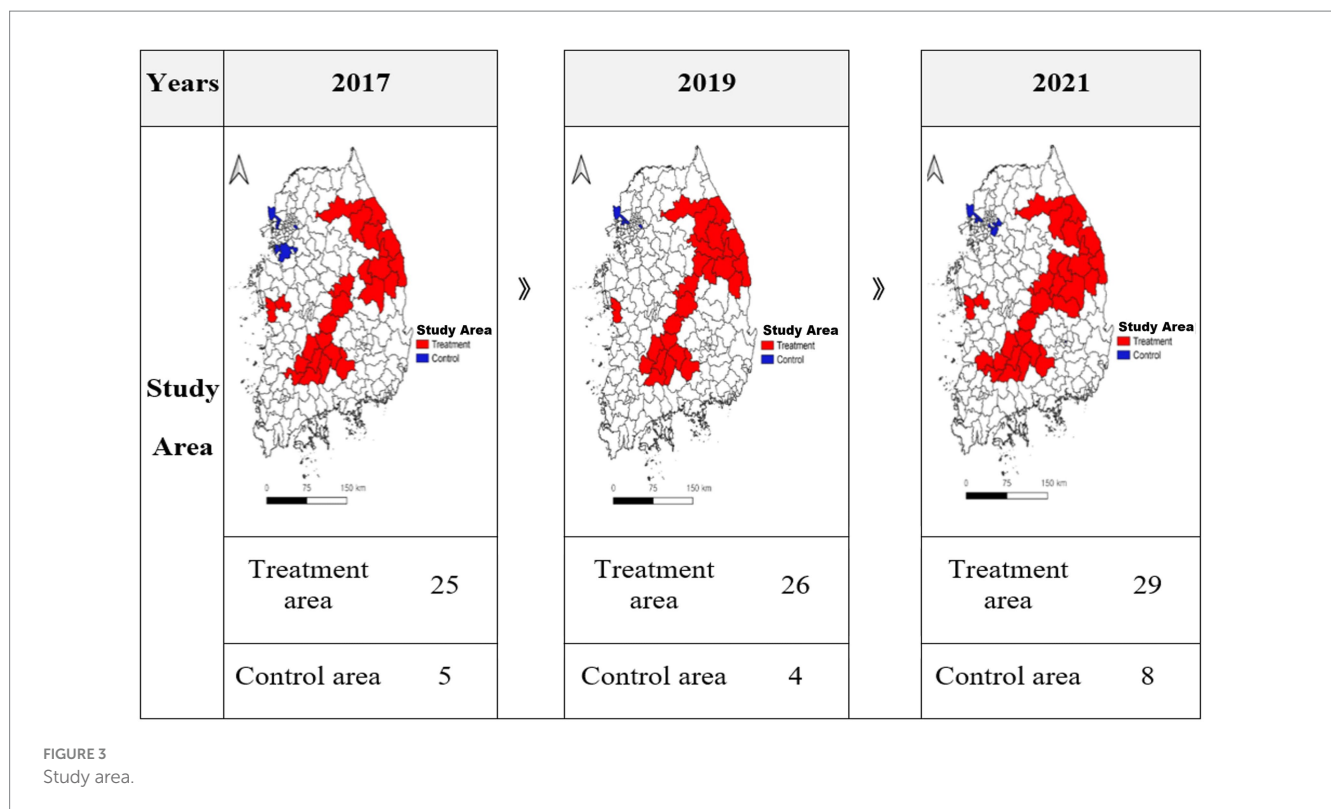 Years
2017
2019
2021
Study
Area
Study Area
Treatment
Control
0 75 150 km
》
Study Area
Treatment
Control
0 75 150 km
》
Study Area
Treatment
Control
0 75 150 km
Treatment
area
25
Treatment
area
26
Treatment
area
29
Control area 5
Control area 4
Control area 8
FIGURE 3
Study area.